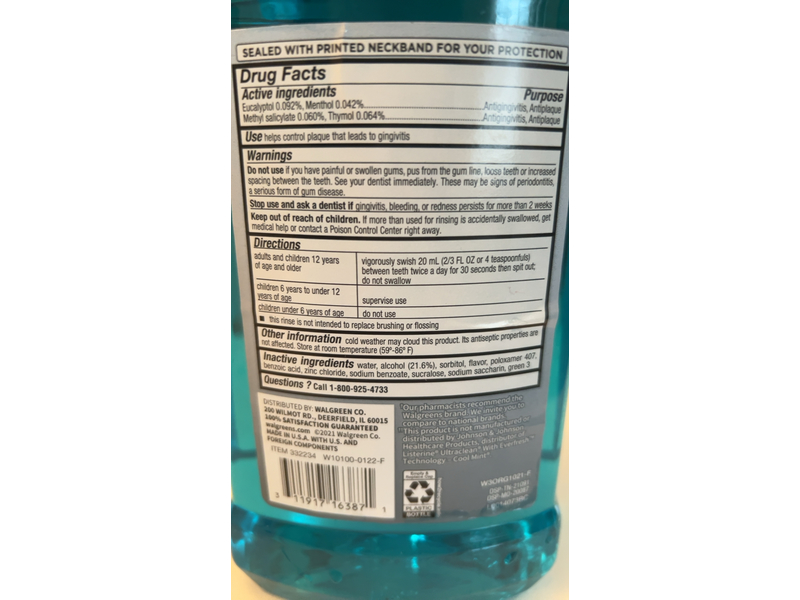 SEALED WITH PRINTED NECKBAND FOR YOUR PROTECTION
Drug Facts
Active ingredients Purpose
Eucalyptol 0.092%, Menthol 0.042% Antigingivitis, Antiplaque
Methyl salicylate 0.060%, Thymol 0.064% Antigingivitis, Antiplaque
Use helps control plaque that leads to gingivitis
Warnings
Do not use if you have painful or swollen gums, pus from the gum line, loose teeth or increased
spacing between the teeth. See your dentist immediately. These may be signs of periodontitis,
a serious form of gum disease.
Stop use and ask a dentist if gingivitis, bleeding, or redness persists for more than 2 weeks
Keep out of reach of children. If more than used for rinsing is accidentally swallowed, get
medical help or contact a Poison Control Center right away.
Directions
adults and children 12 years
of age and older
vigorously swish 20 mL (2/3 FL OZ or 4 teaspoonfuls)
between teeth twice a day for 30 seconds then spit out;
do not swallow
children 6 years to under 12
years of age
supervise use
children under 6 years of age do not use
■ this rinse is not intended to replace brushing or flossing
Other information cold weather may cloud this product. Its antiseptic properties are
not affected. Store at room temperature (59º-86º F)
Inactive ingredients water, alcohol (21.6%), sorbitol, flavor, poloxamer 407,
benzoic acid, zinc chloride, sodium benzoate, sucralose, sodium saccharin, green 3
Questions ? Call 1-800-925-4733
DISTRIBUTED BY: WALGREEN CO.
200 WILMOT RD., DEERFIELD, IL 60015
100% SATISFACTION GUARANTEED
walgreens.com ©2021 Walgreen Co.
MADE IN U.S.A. WITH U.S. AND
FOREIGN COMPONENTS
ITEM 332234 W10100-0122-F
3 11917 16387 1
†Our pharmacists recommend the
Walgreens brand. We invite you to
compare to national brands.
††This product is not manufactured or
distributed by Johnson & Johnson
Healthcare Products, distributor of
Listerine® Ultraclean® With Everfresh™
Technology - Cool Mint®.
PLASTIC
BOTTLE
W3ORG1021-F
DSP-TN-21091
DSP-MO-20087